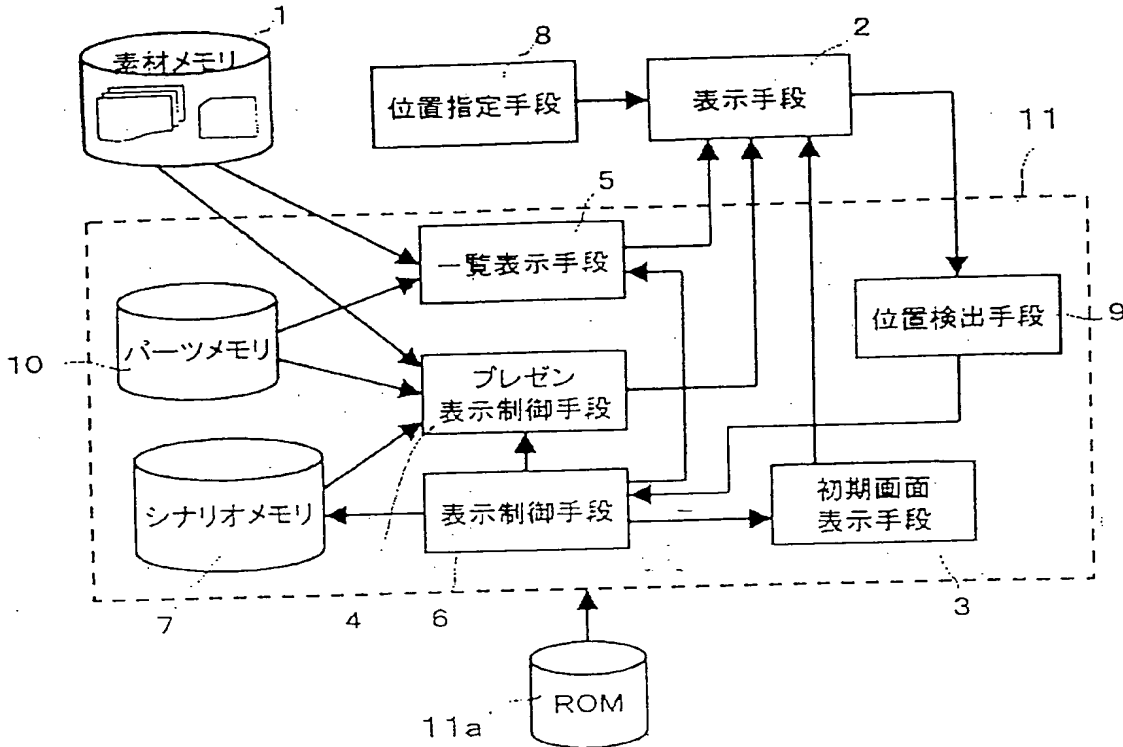 1
素材メモリ
8
位置指定手段
2
表示手段
11
5
一覧表示手段
位置検出手段
9
パーツメモリ
10
プレゼン
表示制御手段
シナリオメモリ
表示制御手段
初期画面
表示手段
7
4
6
3
ROM
11a